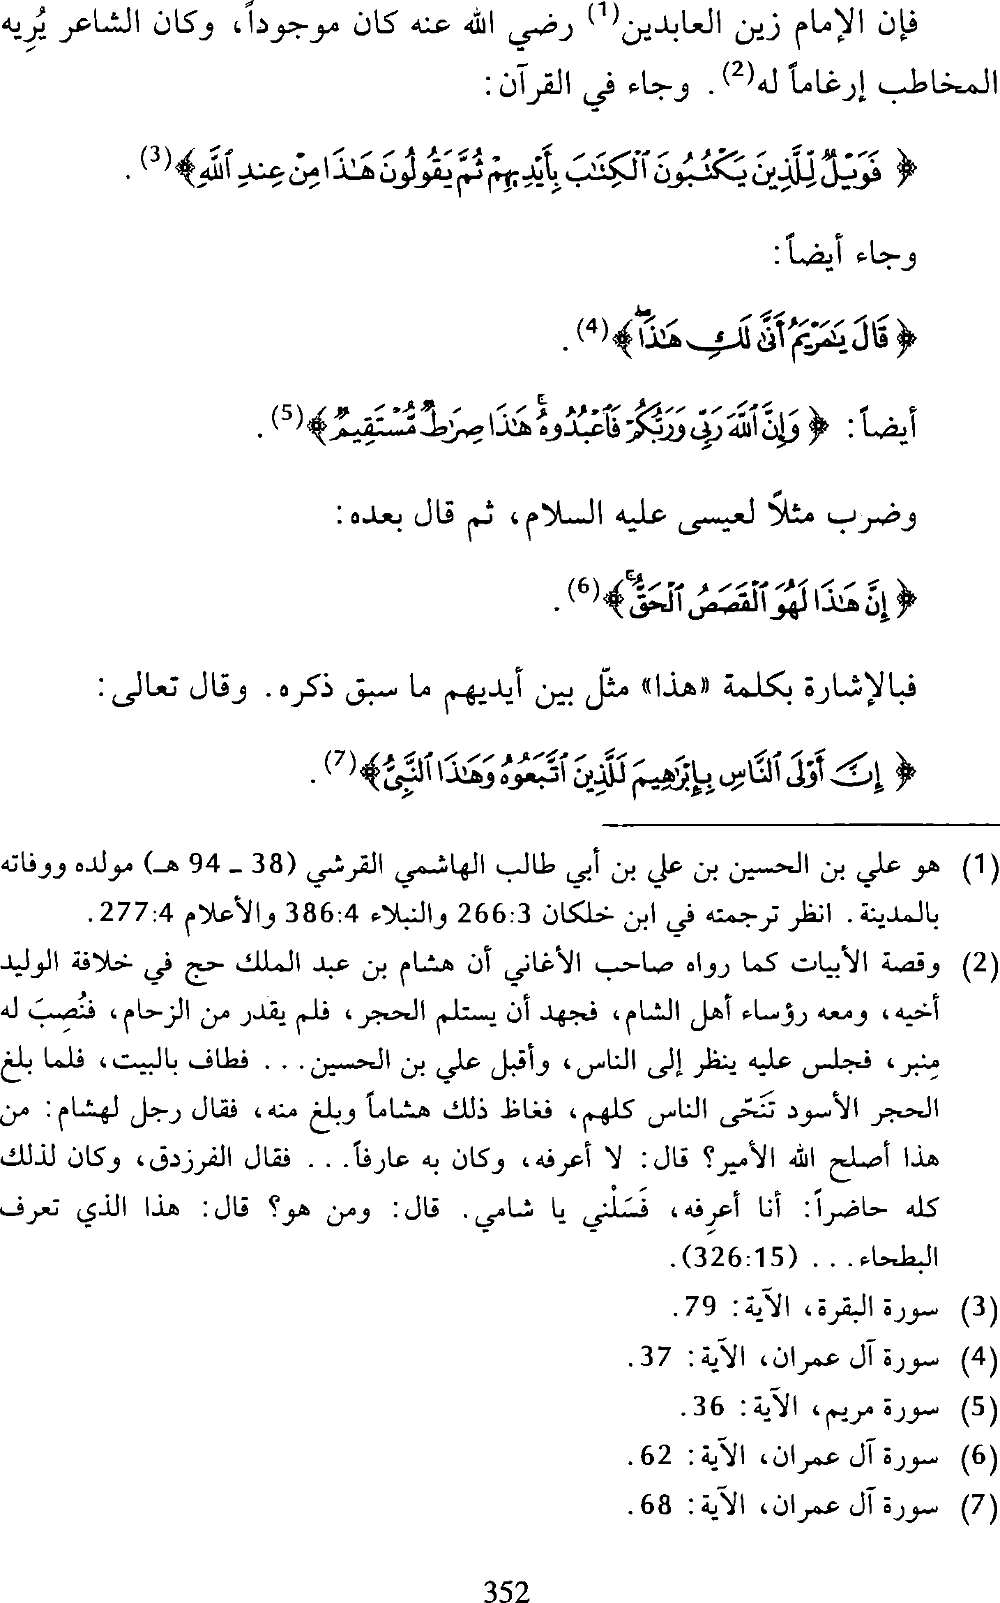 فإن الإمام زين العابدين(1) رضي الله عنه كان موجوداً، وكان الشاعر يُرِيه
المخاطب إرغاماً له(2). وجاء في القرآن:
﴿ فَوَيْلٌ لِّلَّذِينَ يَكْتُبُونَ ٱلْكِتَٰبَ بِأَيْدِيهِمْ ثُمَّ يَقُولُونَ هَٰذَا مِنْ عِندِ ٱللَّهِ﴾(3).
وجاء أيضاً:
﴿ قَالَ يَٰمَرْيَمُ أَنَّىٰ لَكِ هَٰذَاۖ﴾(4).
أيضاً: ﴿ وَإِنَّ ٱللَّهَ رَبِّى وَرَبُّكُمْ فَٱعْبُدُوهُۚ هَٰذَا صِرَٰطٌ مُّسْتَقِيمٌ﴾(5).
وضرب مثلاً لعيسى عليه السلام، ثم قال بعده:
﴿ إِنَّ هَٰذَا لَهُوَ ٱلْقَصَصُ ٱلْحَقُّۚ﴾(6).
فبالإشارة بكلمة «هذا» مثّل بين أيديهم ما سبق ذكره. وقال تعالى:
﴿ إِنَّ أَوْلَى ٱلنَّاسِ بِإِبْرَٰهِيمَ لَلَّذِينَ ٱتَّبَعُوهُ وَهَٰذَا ٱلنَّبِىُّ﴾(7).
(1) هو علي بن الحسين بن علي بن أبي طالب الهاشمي القرشي (38 ـ 94 هـ) مولده ووفاته
بالمدينة. انظر ترجمته في ابن خلكان 266:3 والنبلاء 386:4 والأعلام 277:4.
(2) وقصة الأبيات كما رواه صاحب الأغاني أن هشام بن عبد الملك حج في خلافة الوليد
أخيه، ومعه رؤساء أهل الشام، فجهد أن يستلم الحجر، فلم يقدر من الزحام، فنُصِبَ له
مِنبر، فجلس عليه ينظر إلى الناس، وأقبل علي بن الحسين... فطاف بالبيت، فلما بلغ
الحجر الأسود تَنَحّى الناس كلهم، فغاظ ذلك هشاماً وبلغ منه، فقال رجل لهشام: من
هذا أصلح الله الأمير؟ قال: لا أعرفه، وكان به عارفاً... فقال الفرزدق، وكان لذلك
كله حاضراً: أنا أعرِفه، فَسَلْني يا شامي. قال: ومن هو؟ قال: هذا الذي تعرف
البطحاء... (326:15).
(3) سورة البقرة، الآية: 79.
(4) سورة آل عمران، الآية: 37.
(5) سورة مريم، الآية: 36.
(6) سورة آل عمران، الآية: 62.
(7) سورة آل عمران، الآية: 68.
352